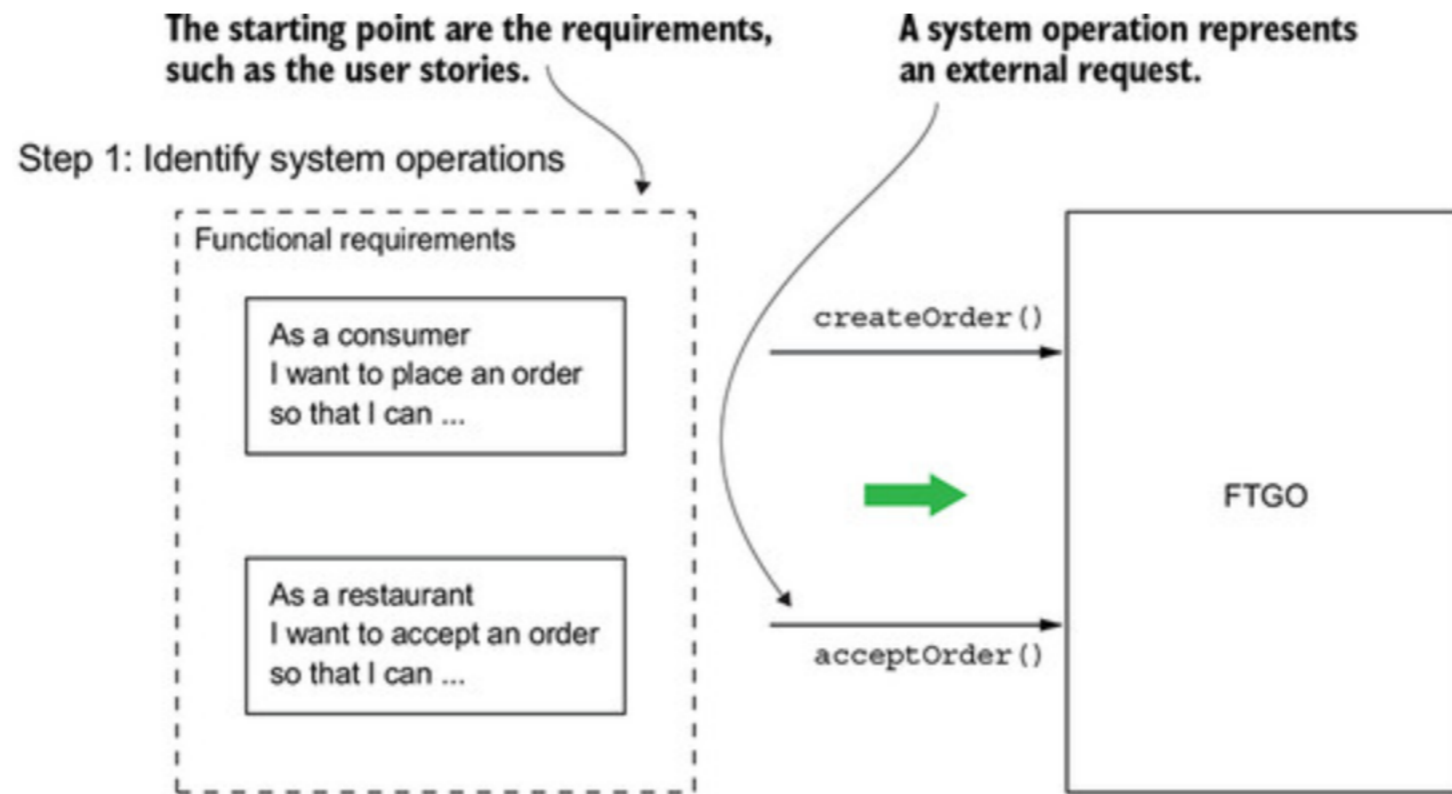 The starting point are the requirements,
such as the user stories.
A system operation represents
an external request.
Step 1: Identify system operations
Functional requirements
As a consumer
I want to place an order
so that I can ...
As a restaurant
I want to accept an order
so that I can ...
createOrder()
acceptOrder()
FTGO